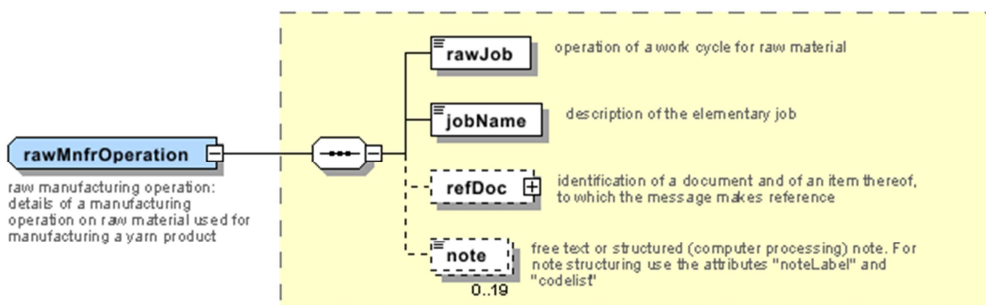 rawJob
operation of a work cycle for raw material
jobName
description of the elementary job
rawMnfrOperation
raw manufacturing operation:
details of a manufacturing
operation on raw material used for
manufacturing a yarn product
refDoc
identification of a document and of an item thereof,
to which the message makes reference
note
free text or structured (computer processing) note. For
note structuring use the attributes "noteLabel" and
"codelist"
0..19